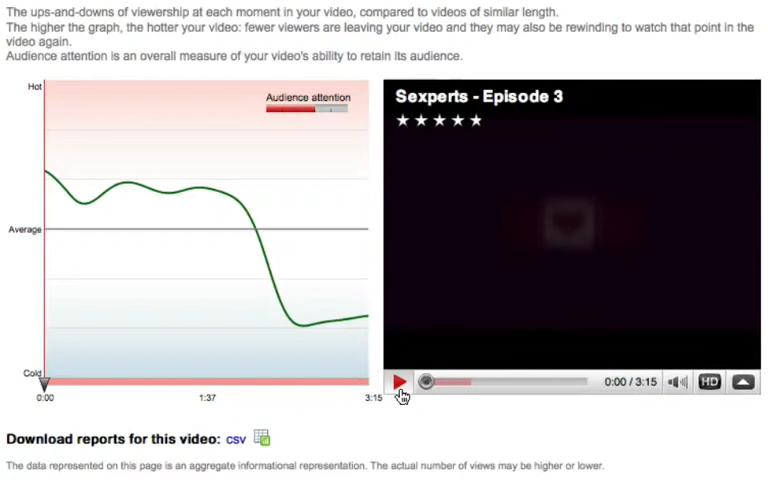 The ups-and-downs of viewership at each moment in your video, compared to videos of similar length.
The higher the graph, the hotter your video: fewer viewers are leaving your video and they may also be rewinding to watch that point in the
video again.
Audience attention is an overall measure of your video's ability to retain its audience.
Hot
Audience attention
Average
Cold
0:00
1:37
3:15
Sexperts - Episode 3
0:00 / 3:15
HD
Download reports for this video: CSV
The data represented on this page is an aggregate informational representation. The actual number of views may be higher or lower.